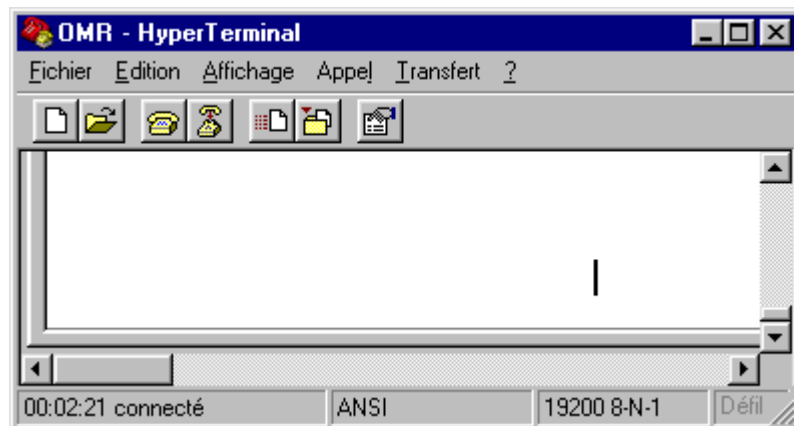 OMR - HyperTerminal
Fichier Edition Affichage Appel Transfert ?
00:02:21 connecté ANSI 19200 8-N-1 Défil